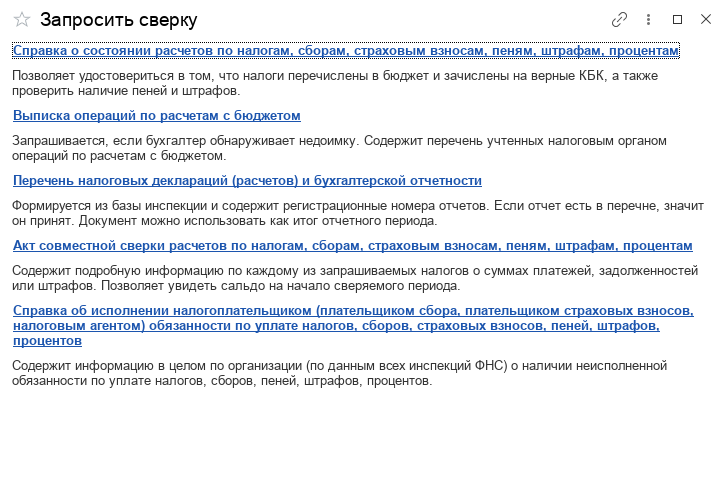 Запросить сверку
Справка о состоянии расчетов по налогам, сборам, страховым взносам, пеням, штрафам, процентам
Позволяет удостовериться в том, что налоги перечислены в бюджет и зачислены на верные КБК, а также
проверить наличие пеней и штрафов.
Выписка операций по расчетам с бюджетом
Запрашивается, если бухгалтер обнаруживает недоимку. Содержит перечень учтенных налоговым органом
операций по расчетам с бюджетом.
Перечень налоговых деклараций (расчетов) и бухгалтерской отчетности
Формируется из базы инспекции и содержит регистрационные номера отчетов. Если отчет есть в перечне, значит
он принят. Документ можно использовать как итог отчетного периода.
Акт совместной сверки расчетов по налогам, сборам, страховым взносам, пеням, штрафам, процентам
Содержит подробную информацию по каждому из запрашиваемых налогов о суммах платежей, задолженностей
или штрафов. Позволяет увидеть сальдо на начало сверяемого периода.
Справка об исполнении налогоплательщиком (плательщиком сбора, плательщиком страховых взносов,
налоговым агентом) обязанности по уплате налогов, сборов, страховых взносов, пеней, штрафов,
процентов
Содержит информацию в целом по организации (по данным всех инспекций ФНС) о наличии неисполненной
обязанности по уплате налогов, сборов, пеней, штрафов, процентов.